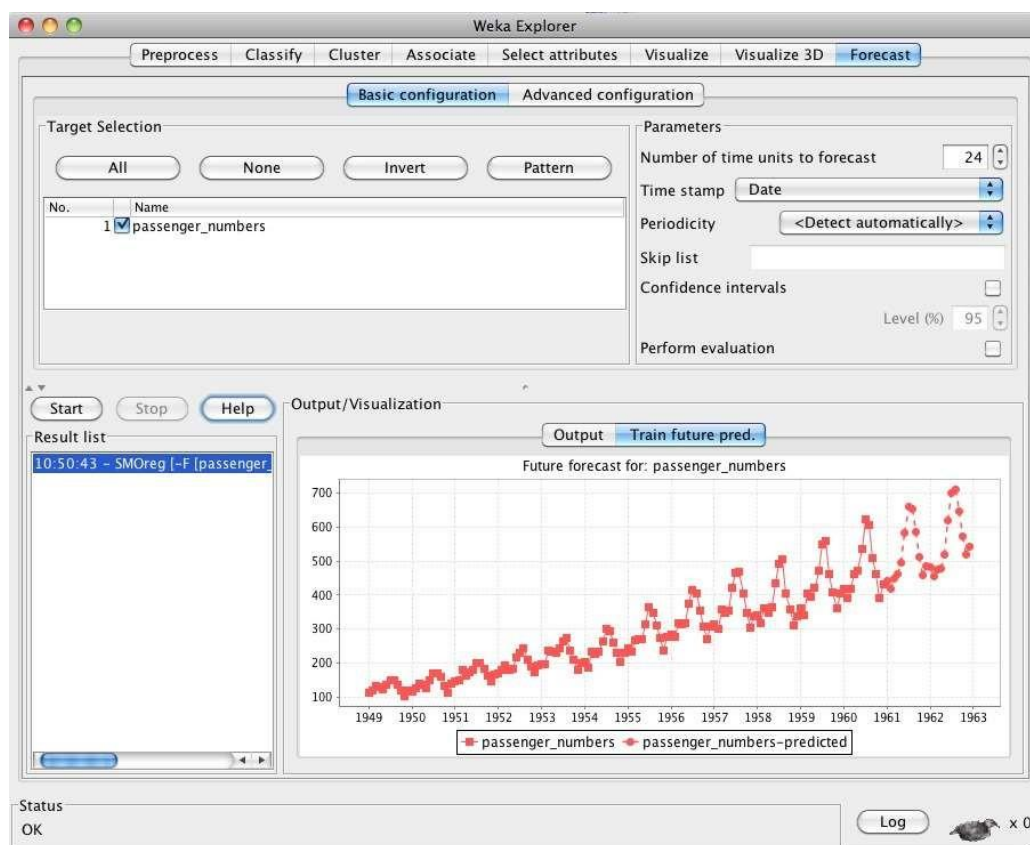 Weka Explorer
Preprocess Classify Cluster Associate Select attributes Visualize Visualize 3D Forecast
Basic configuration Advanced configuration
Target Selection
All None Invert Pattern
No. Name
1 passenger_numbers
Parameters
Number of time units to forecast 24
Time stamp Date
Periodicity <Detect automatically>
Skip list
Confidence intervals
Level (%) 95
Perform evaluation
Start Stop Help
Result list
10:50:43 – SMOreg [–F [passenger_
Output/Visualization
Output Train future pred.
Future forecast for: passenger_numbers
700
600
500
400
300
200
100
1949 1950 1951 1952 1953 1954 1955 1956 1957 1958 1959 1960 1961 1962 1963
passenger_numbers passenger_numbers–predicted
Status
OK
Log x 0